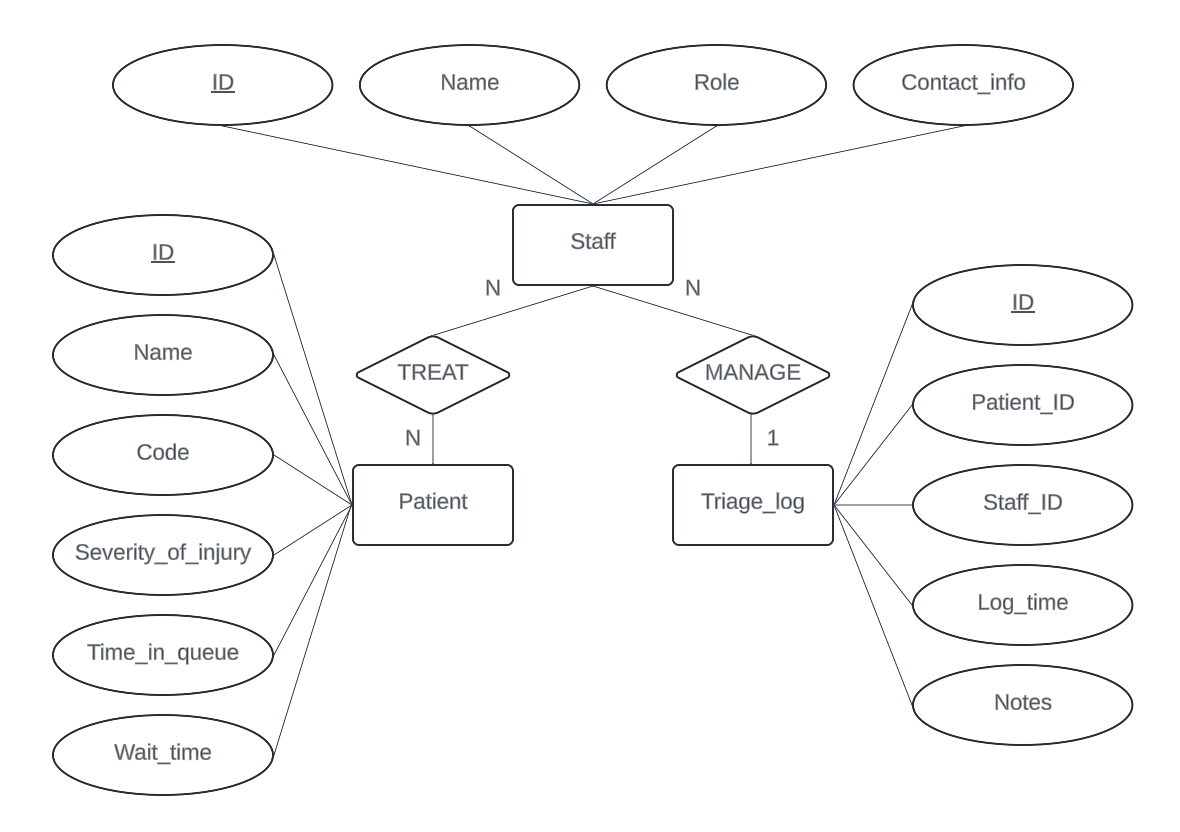 ID
Name
Role
Contact_info
Staff
N
N
TREAT
MANAGE
N
1
Patient
Triage_log
ID
Name
Code
Severity_of_injury
Time_in_queue
Wait_time
ID
Patient_ID
Staff_ID
Log_time
Notes